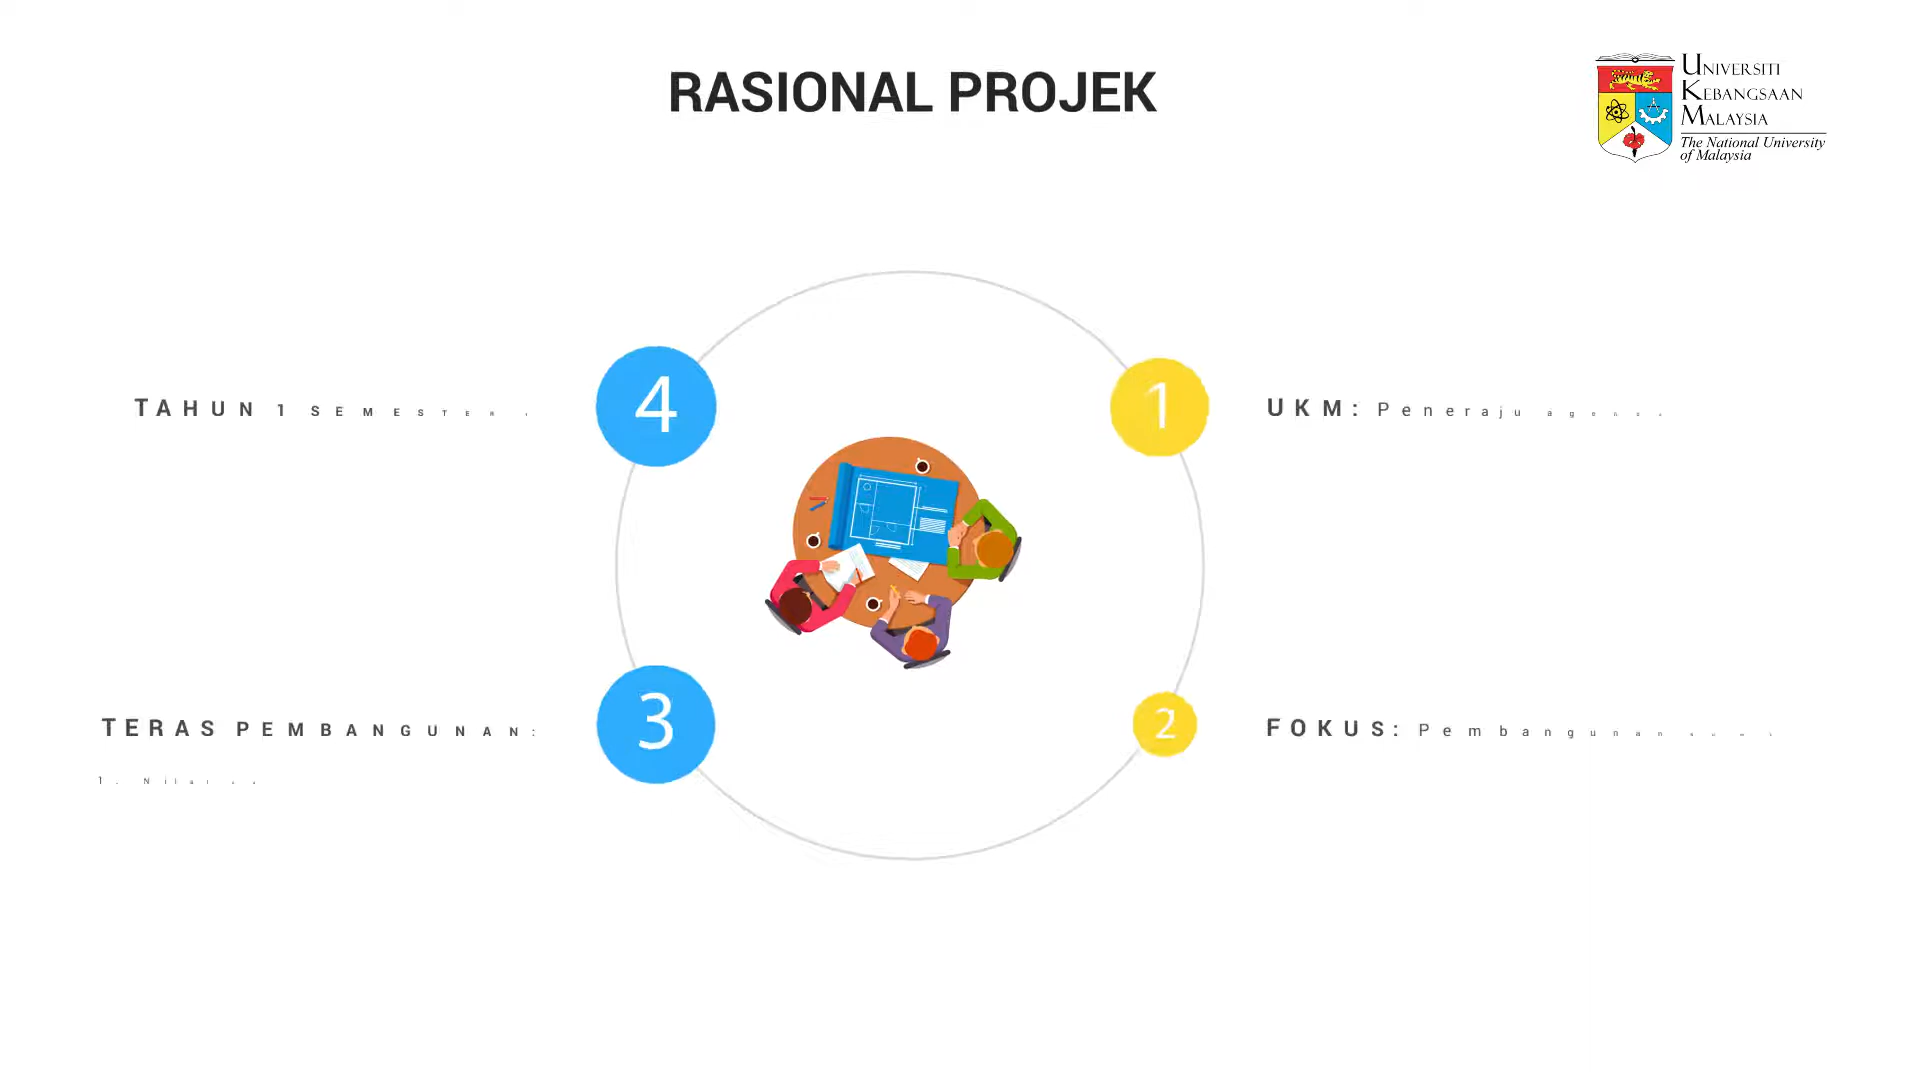 RASIONAL PROJEK
UNIVERSITI
KEBANGSAAN
MALAYSIA
The National University
of Malaysia
4
TAHUN 1 SEMESTER
1
UKM: Peneraju agenda
3
TERAS PEMBANGUNAN:
1. Nilai
2
FOKUS: Pembangunan